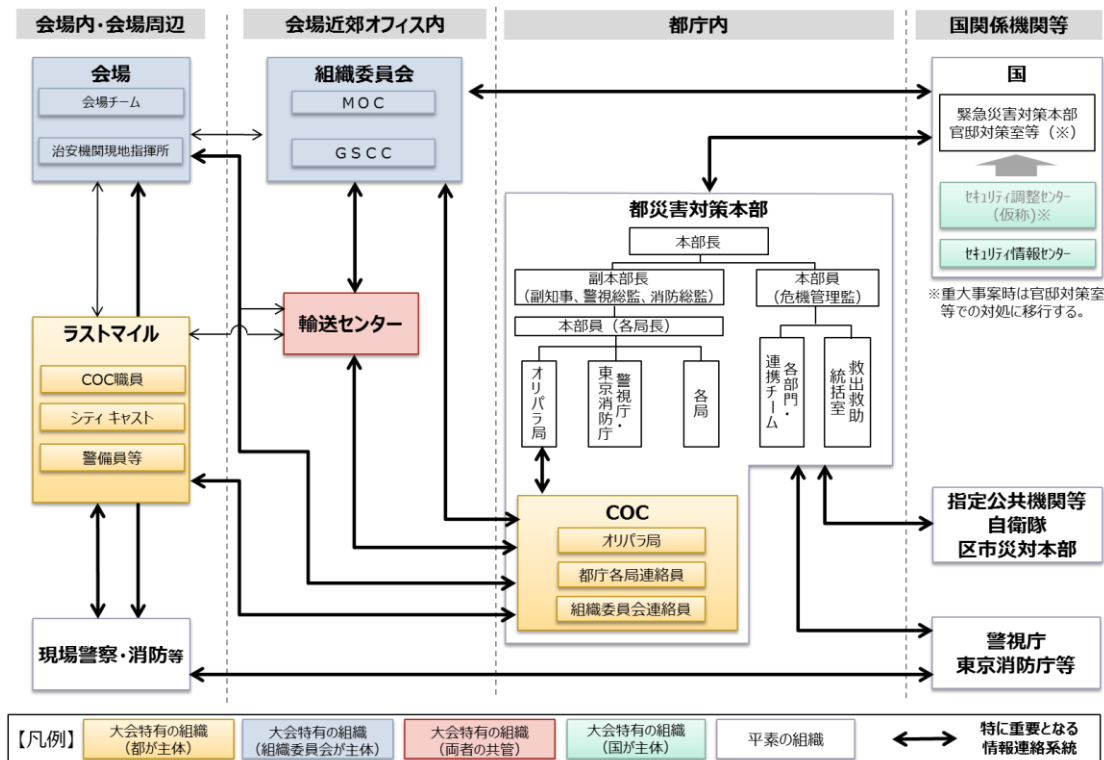 会場内・会場周辺
会場近郊オフィス内
都庁内
国関係機関等
会場
会場チーム
治安機関現地指揮所
組織委員会
ＭＯＣ
ＧＳＣＣ
国
緊急災害対策本部
官邸対策室等（※）
セキュリティ調整センター
（仮称）※
セキュリティ情報センター
※重大事案時は官邸対策室
等での対処に移行する。
都災害対策本部
本部長
副本部長
（副知事、警視総監、消防総監）
本部員
（危機管理監）
本部員（各局長）
オリパラ局
警視庁・
東京消防庁
各局
各部門・
連携チーム
救出救助
統括室
輸送センター
ラストマイル
COC職員
シティ キャスト
警備員等
COC
オリパラ局
都庁各局連絡員
組織委員会連絡員
指定公共機関等
自衛隊
区市災対本部
現場警察・消防等
警視庁
東京消防庁等
【凡例】
大会特有の組織
（都が主体）
大会特有の組織
（組織委員会が主体）
大会特有の組織
（両者の共管）
大会特有の組織
（国が主体）
平素の組織
特に重要となる
情報連絡系統